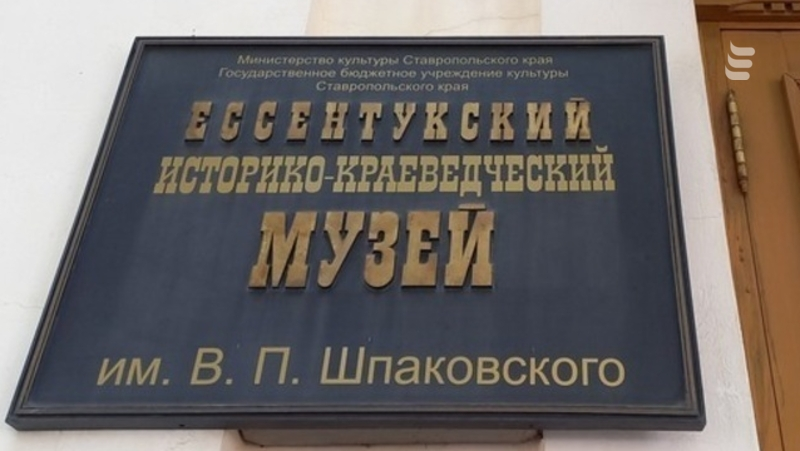 Министерство культуры Ставропольского края
Государственное бюджетное учреждение культуры
Ставропольского края
ЕССЕНТУКСКИЙ
ИСТОРИКО-КРАЕВЕДЧЕСКИЙ
МУЗЕЙ
им. В. П. Шпаковского